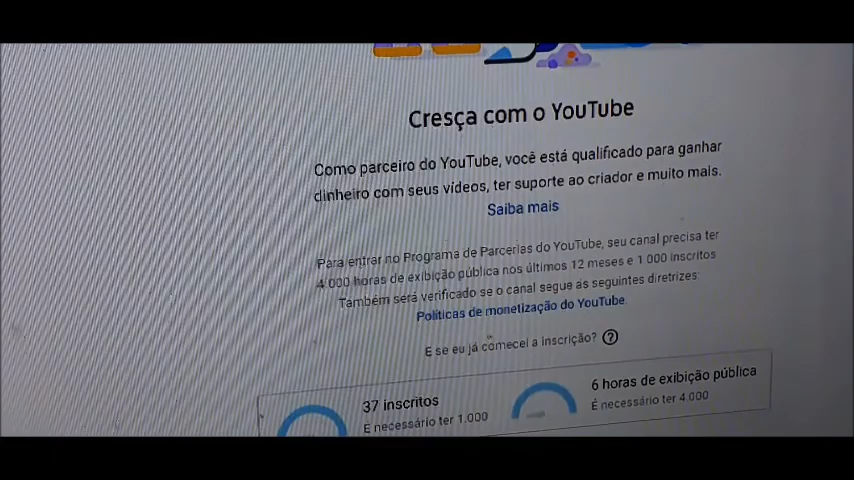 Cresça com o YouTube
Como parceiro do YouTube, você está qualificado para ganhar
dinheiro com seus vídeos, ter suporte ao criador e muito mais.
Saiba mais
Para entrar no Programa de Parcerias do YouTube, seu canal precisa ter
4.000 horas de exibição pública nos últimos 12 meses e 1.000 inscritos
Também será verificado se o canal segue as seguintes diretrizes:
Políticas de monetização do YouTube.
E se eu já comecei a inscrição? ?
37 inscritos
É necessário ter 1.000
6 horas de exibição pública
É necessário ter 4.000